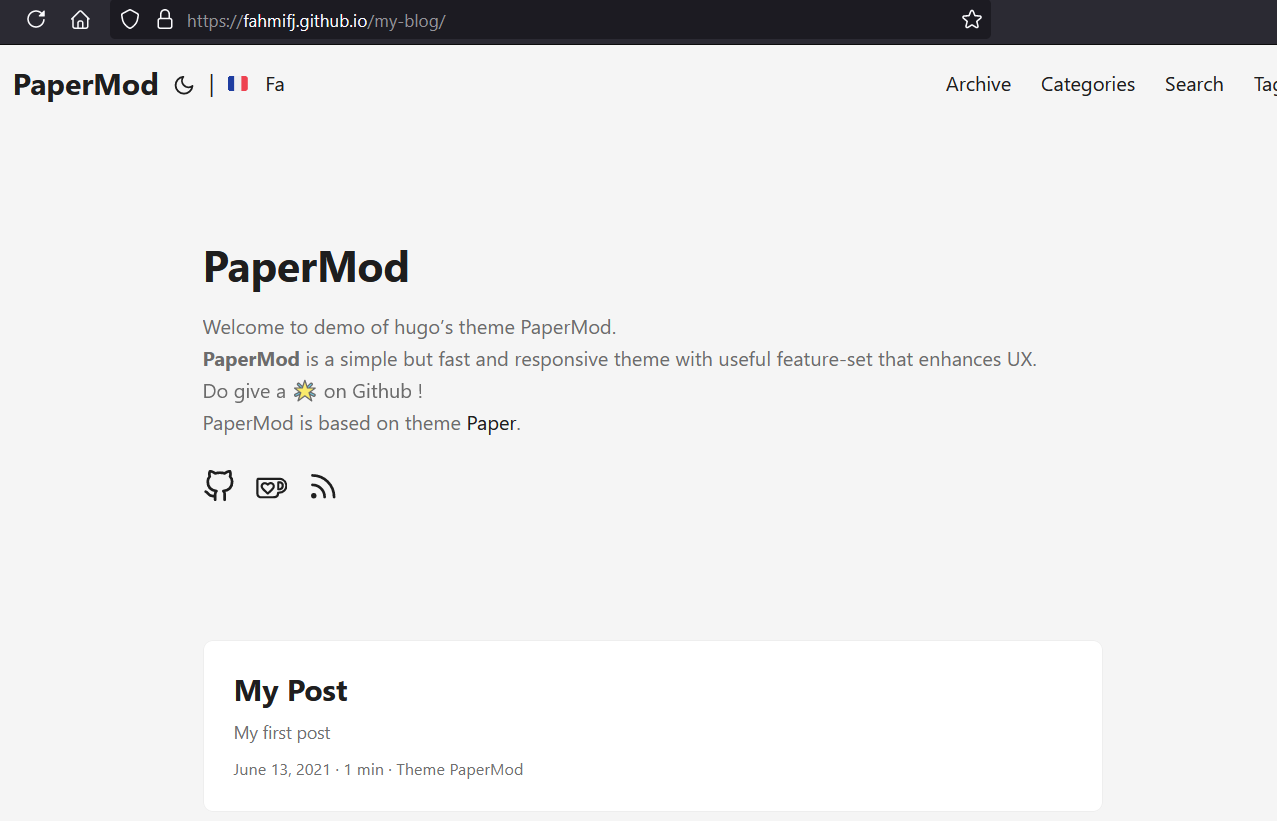 https://fahmifj.github.io/my-blog/
PaperMod | Fa Archive Categories Search Tag
PaperMod
Welcome to demo of hugo’s theme PaperMod.
PaperMod is a simple but fast and responsive theme with useful feature-set that enhances UX.
Do give a 🌟 on Github !
PaperMod is based on theme Paper.
My Post
My first post
June 13, 2021 · 1 min · Theme PaperMod